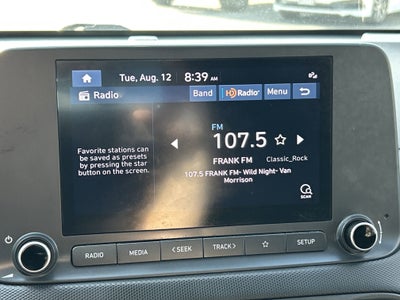 Tue, Aug. 12 8:39 AM
Radio Band HD Radio Menu
FM
107.5
FRANK FM Classic_Rock
107.5 FRANK FM- Wild Night- Van
Morrison
Favorite stations can
be saved as presets
by pressing the star
button on the screen.
SCAN
RADIO MEDIA < SEEK TRACK > SETUP